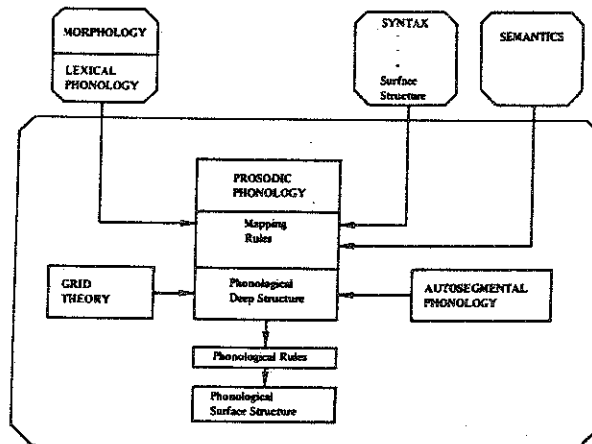 MORPHOLOGY
LEXICAL
PHONOLOGY
SYNTAX
.
.
.
Surface
Structure
SEMANTICS
PROSODIC
PHONOLOGY
Mapping
Rules
GRID
THEORY
Phonological
Deep Structure
AUTOSEGMENTAL
PHONOLOGY
Phonological Rules
Phonological
Surface Structure